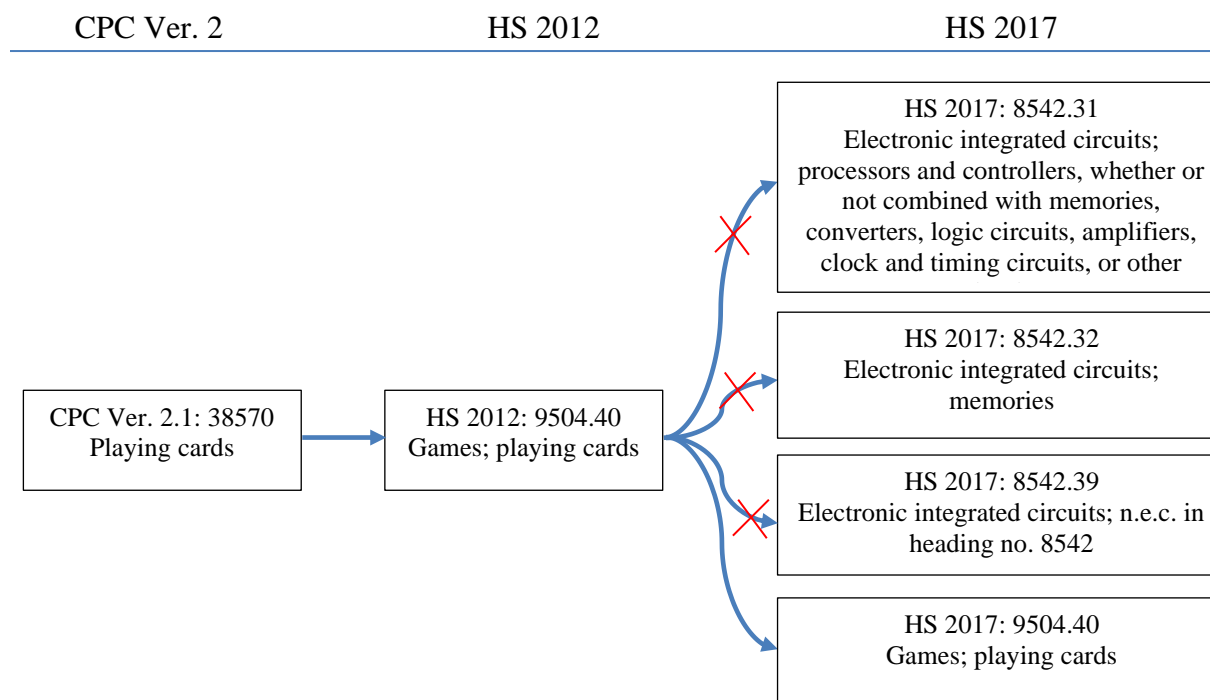 CPC Ver. 2
HS 2012
HS 2017
HS 2017: 8542.31
Electronic integrated circuits;
processors and controllers, whether or
not combined with memories,
converters, logic circuits, amplifiers,
clock and timing circuits, or other
HS 2017: 8542.32
Electronic integrated circuits;
memories
CPC Ver. 2.1: 38570
Playing cards
HS 2012: 9504.40
Games; playing cards
HS 2017: 8542.39
Electronic integrated circuits; n.e.c. in
heading no. 8542
HS 2017: 9504.40
Games; playing cards